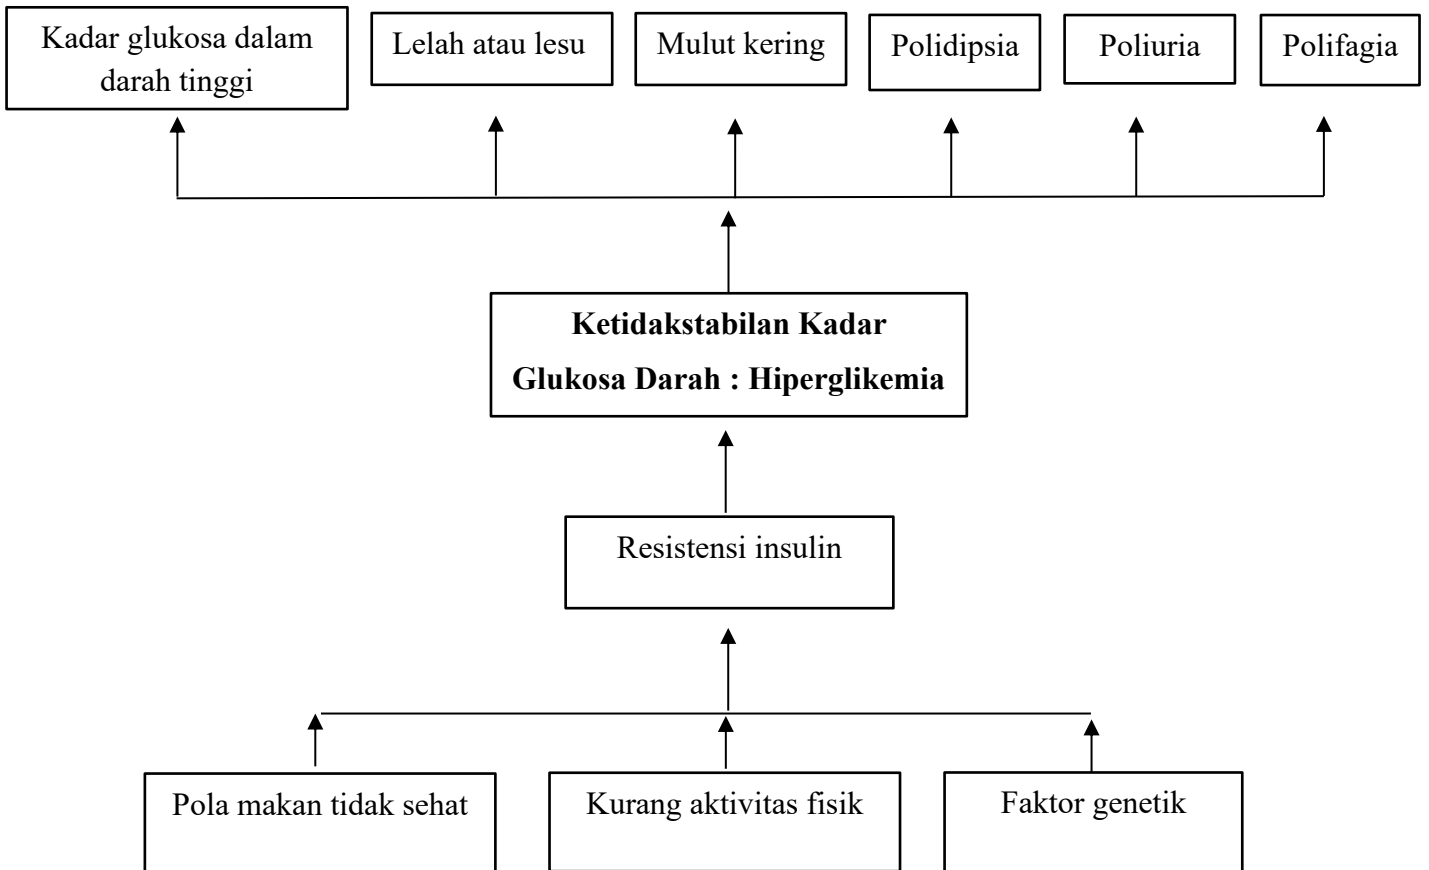 Kadar glukosa dalam
darah tinggi
Lelah atau lesu
Mulut kering
Polidipsia
Poliuria
Polifagia
Ketidakstabilan Kadar
Glukosa Darah : Hiperglikemia
Resistensi insulin
Pola makan tidak sehat
Kurang aktivitas fisik
Faktor genetik